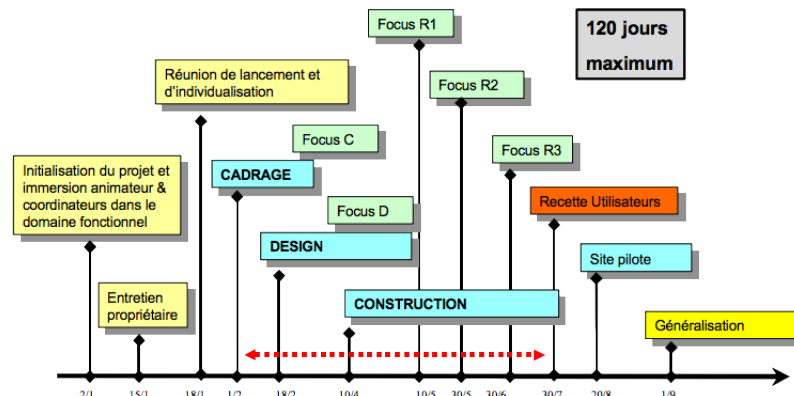 Focus R1
120 jours
maximum
Réunion de lancement et
d'individualisation
Focus R2
Focus C
Focus R3
Initialisation du projet et
immersion animateur &
coordinateurs dans le
domaine fonctionnel
CADRAGE
Recette Utilisateurs
Focus D
DESIGN
Site pilote
Entretien
propriétaire
CONSTRUCTION
Généralisation
2/1 15/1 18/1 1/2 18/2 10/4 10/5 30/5 30/6 30/7 20/8 1/9